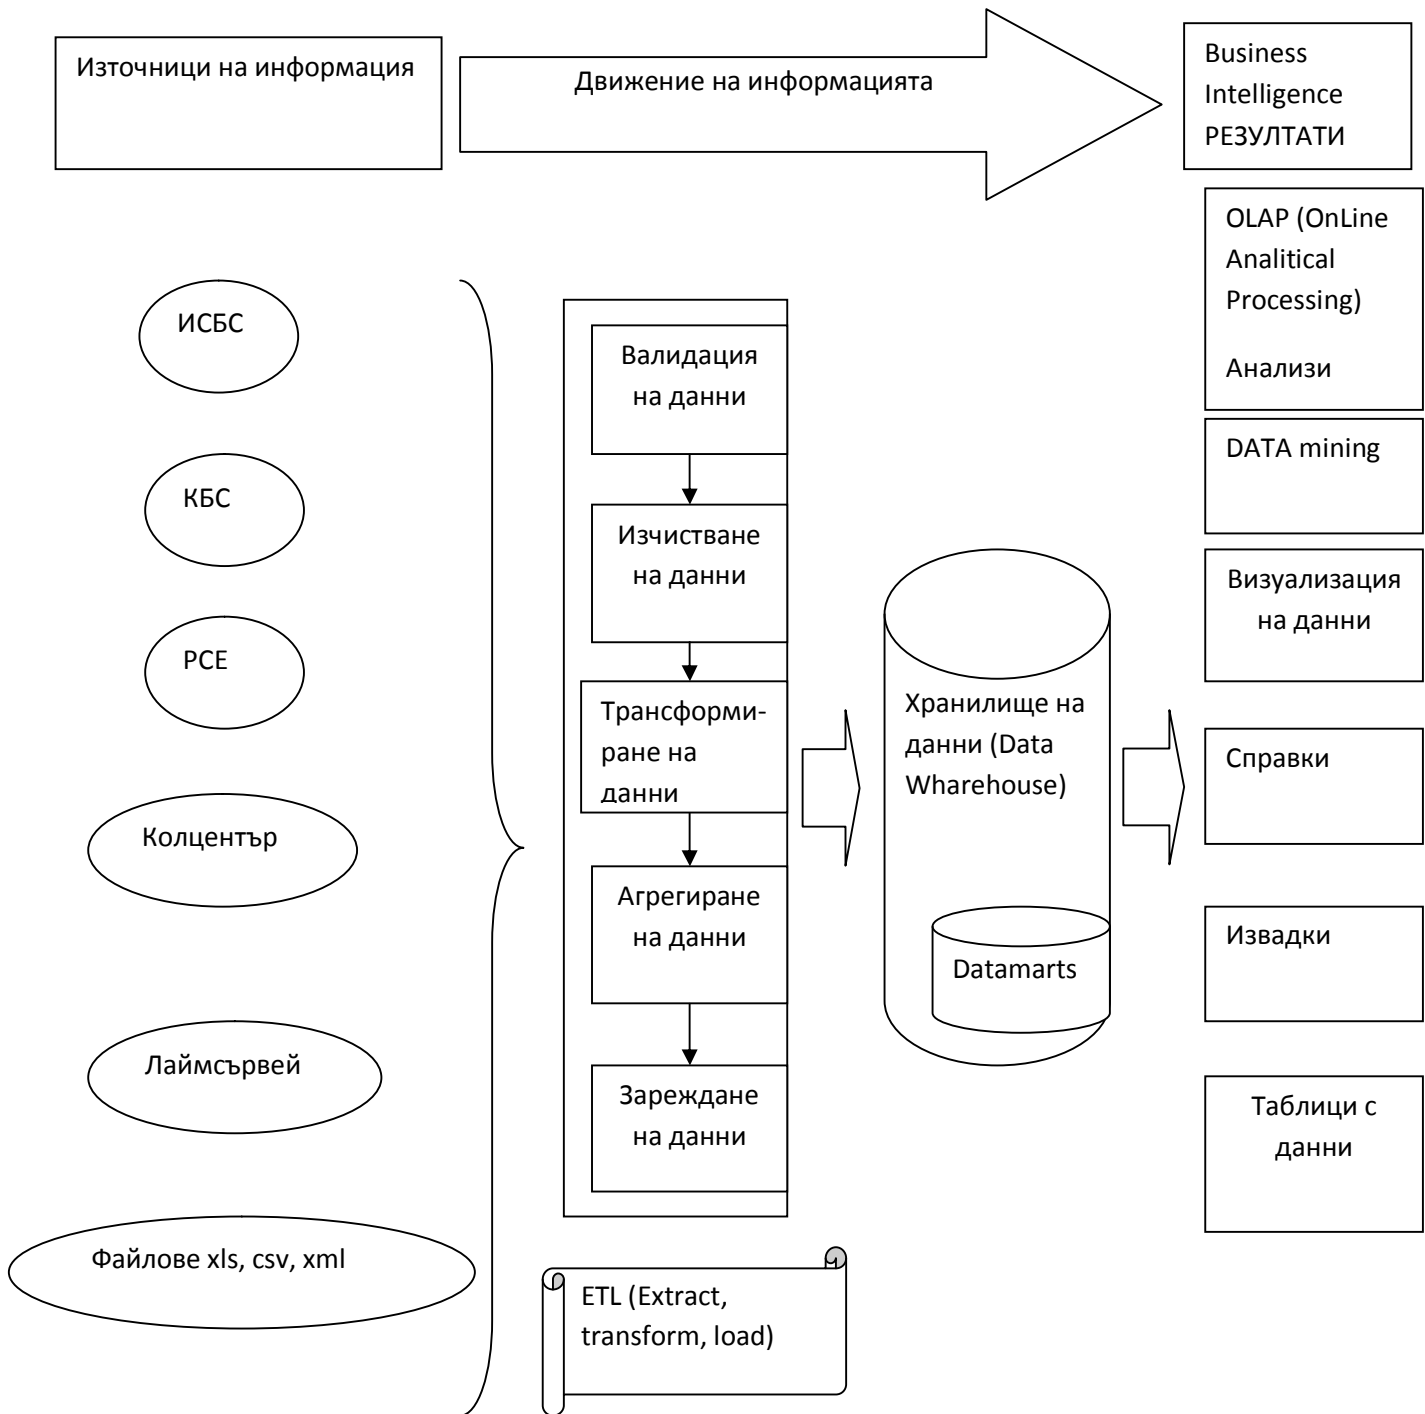 Източници на информация
Движение на информацията
Business
Intelligence
РЕЗУЛТАТИ
ИСБС
КБС
РСЕ
Колцентър
Лаймсървей
Файлове xls, csv, xml
Валидация
на данни
Изчистване
на данни
Трансформи-
ране на
данни
Агрегиране
на данни
Зареждане
на данни
ETL (Extract,
transform, load)
Хранилище на
данни (Data
Wharehouse)
Datamarts
OLAP (OnLine
Analitical
Processing)
Анализи
DATA mining
Визуализация
на данни
Справки
Извадки
Таблици с
данни